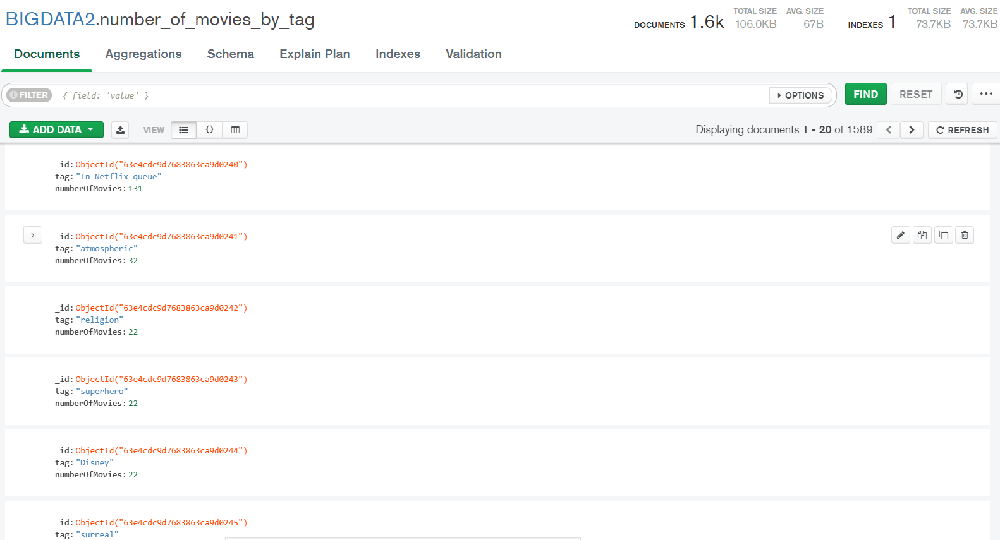 BIGDATA2.number_of_movies_by_tag
DOCUMENTS 1.6k TOTAL SIZE 106.0KB AVG. SIZE 67B INDEXES 1 TOTAL SIZE 73.7KB AVG. SIZE 73.7KB
Documents Aggregations Schema Explain Plan Indexes Validation
FILTER { field: 'value' } OPTIONS FIND RESET
ADD DATA VIEW Displaying documents 1 - 20 of 1589 REFRESH
_id: ObjectId("63e4cdc9d7683863ca9d0240")
tag: "In Netflix queue"
numberOfMovies: 131
_id: ObjectId("63e4cdc9d7683863ca9d0241")
tag: "atmospheric"
numberOfMovies: 32
_id: ObjectId("63e4cdc9d7683863ca9d0242")
tag: "religion"
numberOfMovies: 22
_id: ObjectId("63e4cdc9d7683863ca9d0243")
tag: "superhero"
numberOfMovies: 22
_id: ObjectId("63e4cdc9d7683863ca9d0244")
tag: "Disney"
numberOfMovies: 22
_id: ObjectId("63e4cdc9d7683863ca9d0245")
tag: "surreal"